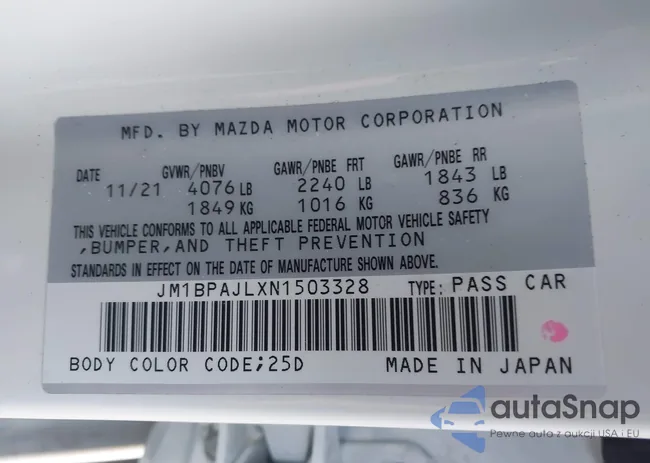 MFD. BY MAZDA MOTOR CORPORATION
DATE GVWR/PNBV GAWR/PNBE FRT GAWR/PNBE RR
11/21 4076 LB 2240 LB 1843 LB
1849 KG 1016 KG 836 KG
THIS VEHICLE CONFORMS TO ALL APPLICABLE FEDERAL MOTOR VEHICLE SAFETY
,BUMPER,AND THEFT PREVENTION
STANDARDS IN EFFECT ON THE DATE OF MANUFACTURE SHOWN ABOVE.
JM1BPAJLXN1503328 TYPE: PASS CAR
BODY COLOR CODE;25D MADE IN JAPAN
autaSnap
Pewne auta z aukcji USA i EU